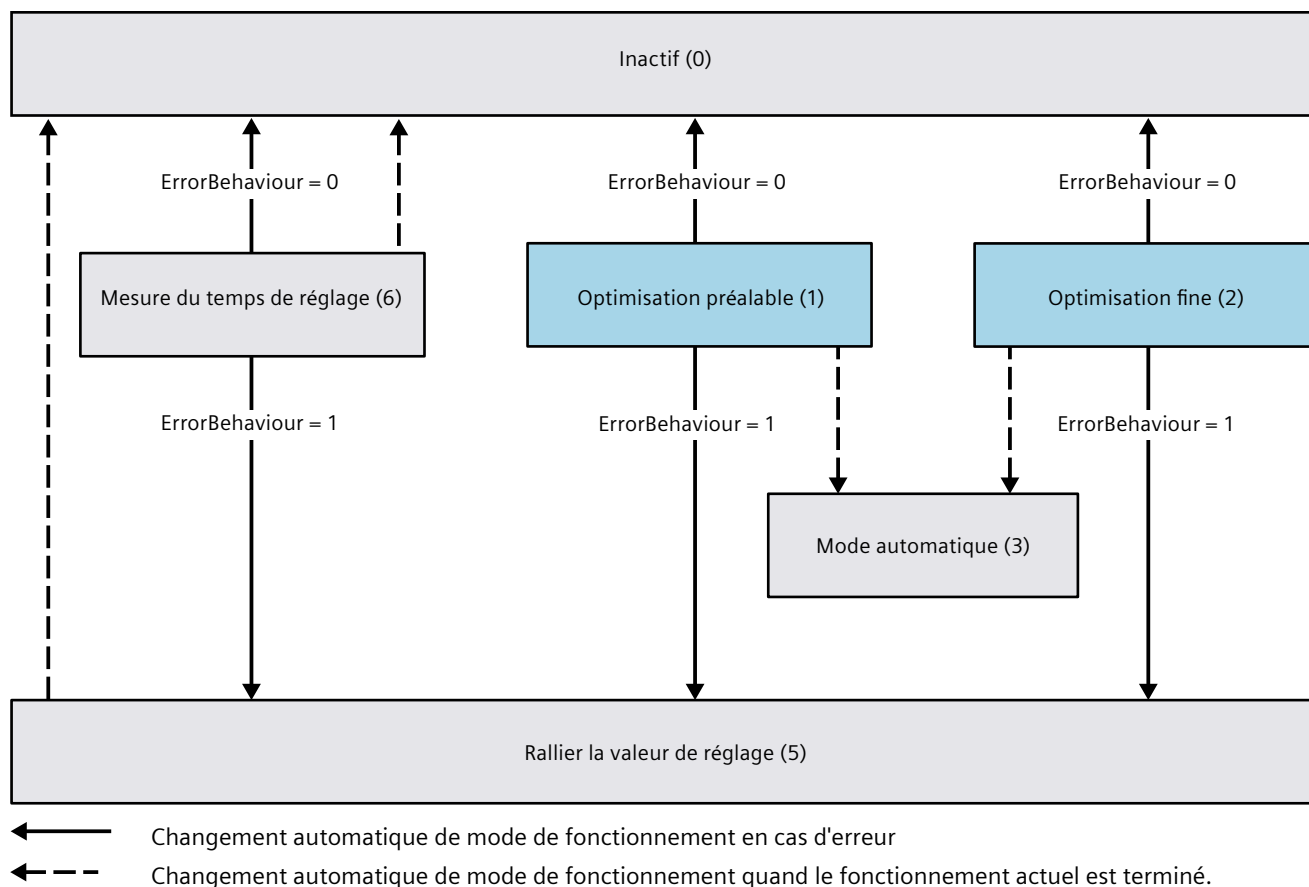 Inactif (0)
ErrorBehaviour = 0
ErrorBehaviour = 0
ErrorBehaviour = 0
Mesure du temps de réglage (6)
Optimisation préalable (1)
Optimisation fine (2)
ErrorBehaviour = 1
ErrorBehaviour = 1
ErrorBehaviour = 1
Mode automatique (3)
Rallier la valeur de réglage (5)
Changement automatique de mode de fonctionnement en cas d'erreur
Changement automatique de mode de fonctionnement quand le fonctionnement actuel est terminé.